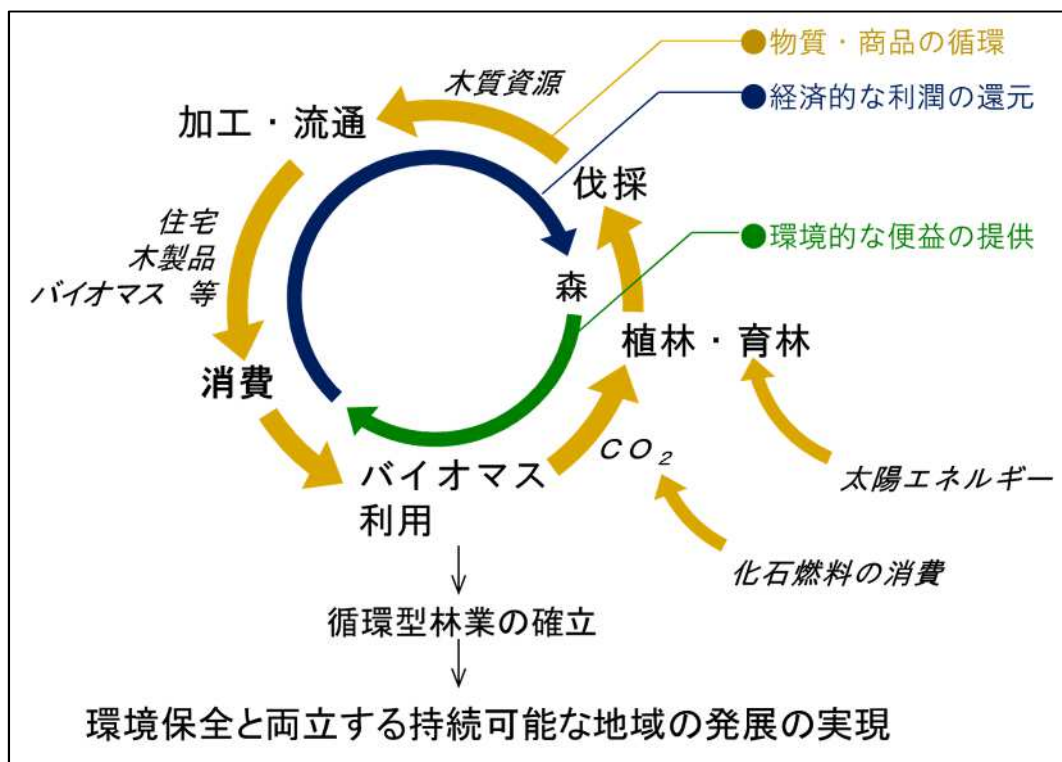 ●物質・商品の循環
木質資源
●経済的な利潤の還元
加工・流通
伐採
住宅
木製品
バイオマス 等
●環境的な便益の提供
森
植林・育林
消費
CO₂
バイオマス
利用
太陽エネルギー
化石燃料の消費
循環型林業の確立
環境保全と両立する持続可能な地域の発展の実現